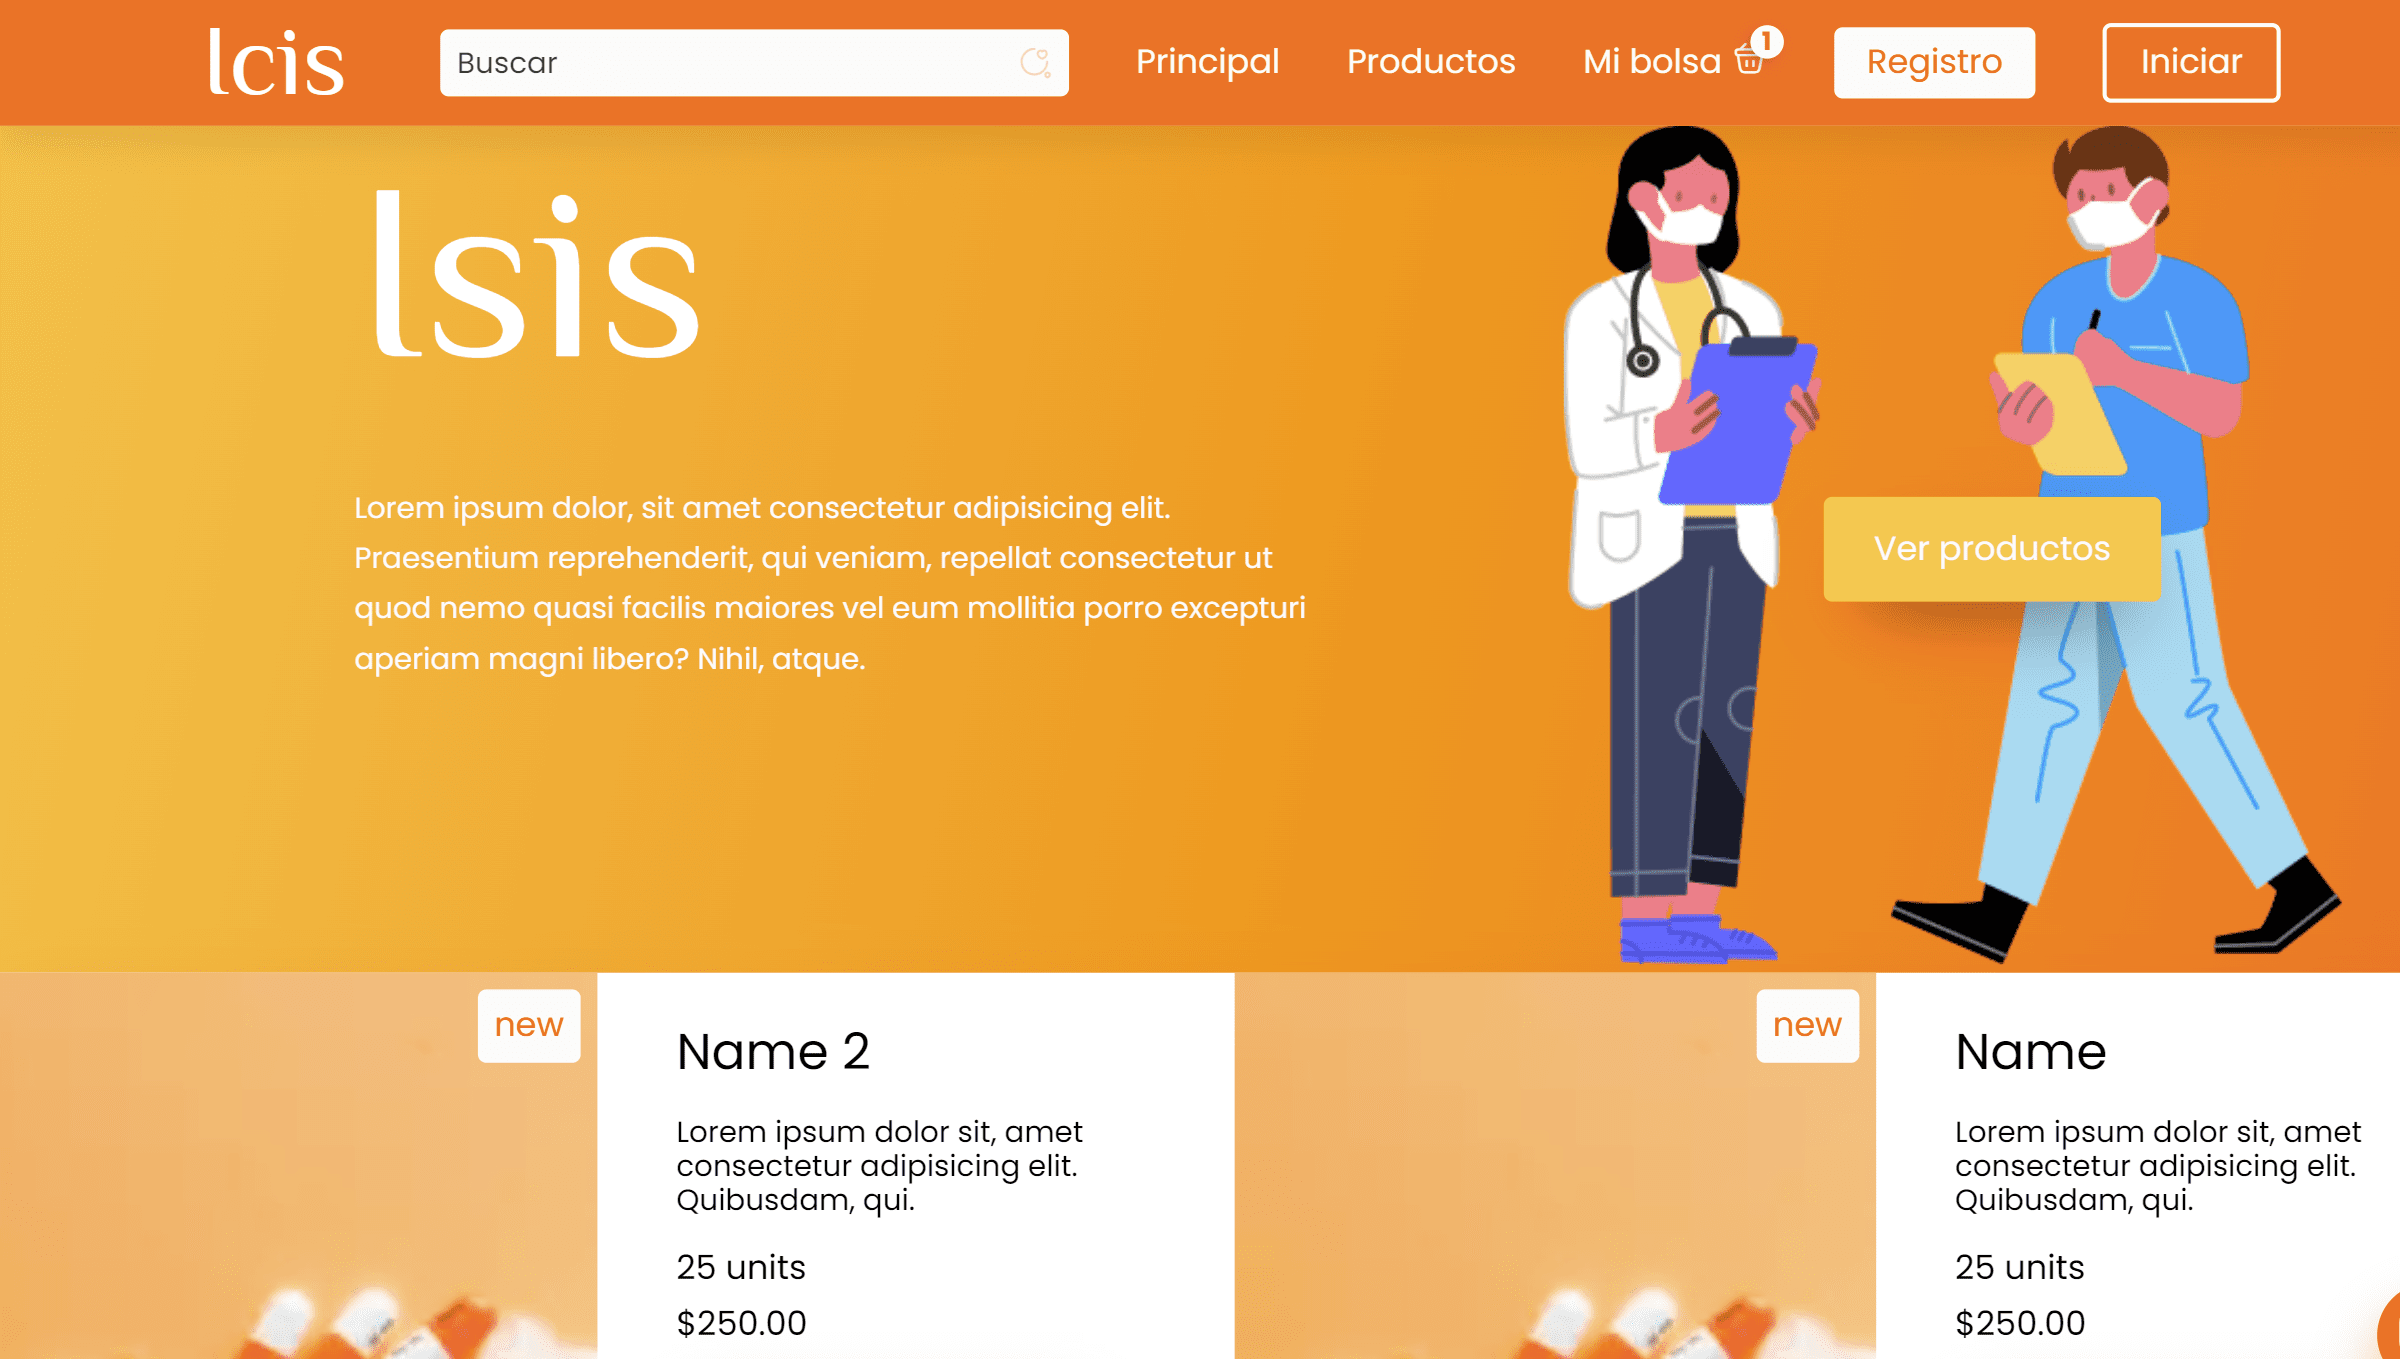 lcis
Buscar
Principal
Productos
Mi bolsa
1
Registro
Iniciar
lsis
Lorem ipsum dolor, sit amet consectetur adipisicing elit.
Praesentium reprehenderit, qui veniam, repellat consectetur ut
quod nemo quasi facilis maiores vel eum mollitia porro excepturi
aperiam magni libero? Nihil, atque.
Ver productos
new
Name 2
Lorem ipsum dolor sit, amet
consectetur adipisicing elit.
Quibusdam, qui.
25 units
$250.00
new
Name
Lorem ipsum dolor sit, amet
consectetur adipisicing elit.
Quibusdam, qui.
25 units
$250.00